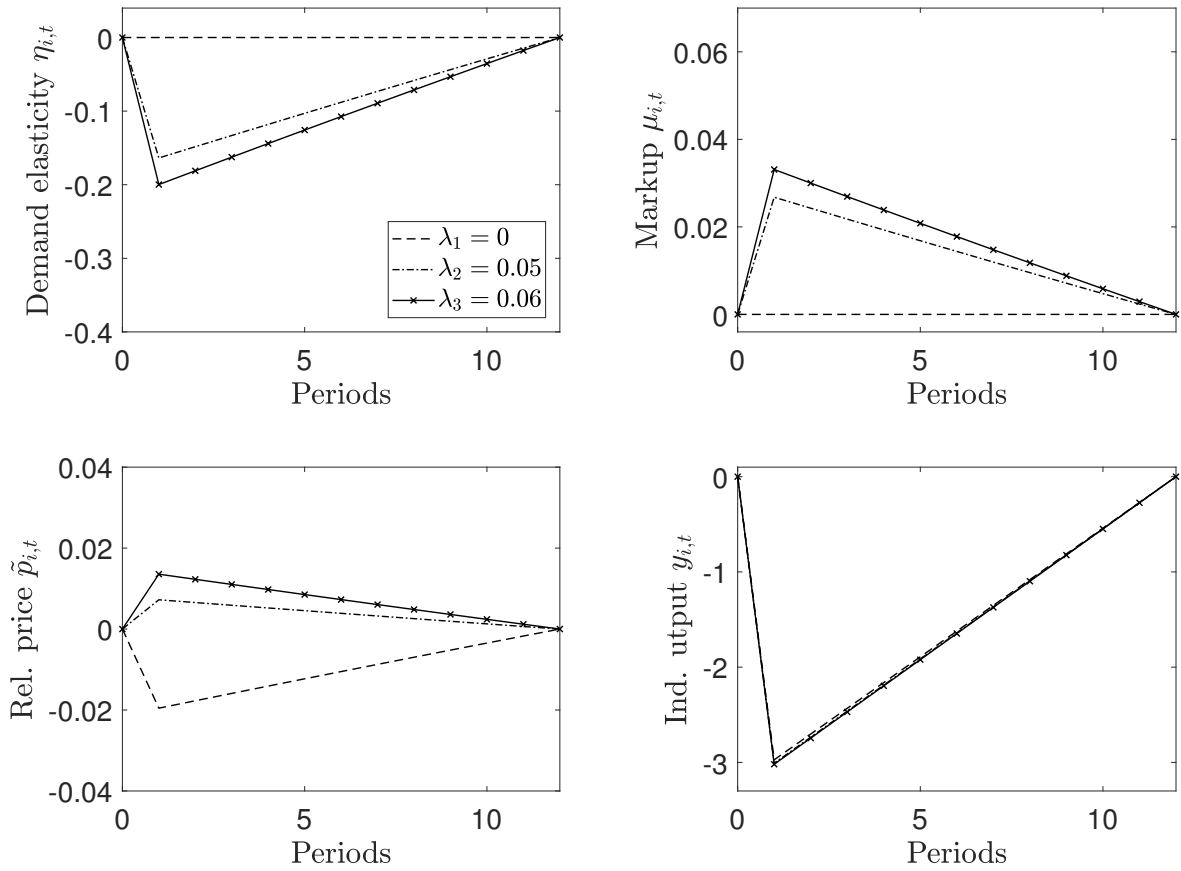 Demand elasticity η_{i,t}
0
-0.1
-0.2
-0.3
-0.4
λ₁ = 0
λ₂ = 0.05
λ₃ = 0.06
0 5 10
Periods
Markup μ_{i,t}
0.06
0.04
0.02
0
0 5 10
Periods
Rel. price p̃_{i,t}
0.04
0.02
0
-0.02
-0.04
0 5 10
Periods
Ind. utput y_{i,t}
0
-1
-2
-3
0 5 10
Periods